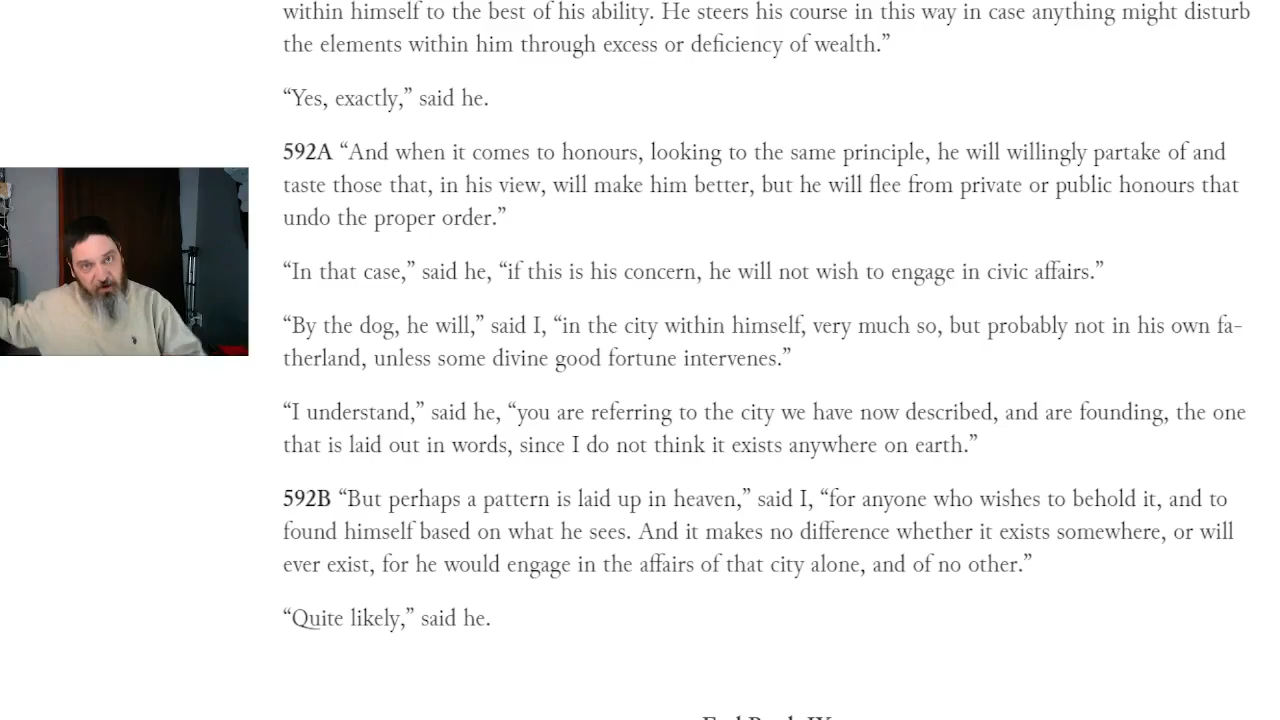 within himself to the best of his ability. He steers his course in this way in case anything might disturb
the elements within him through excess or deficiency of wealth.”
“Yes, exactly,” said he.
592A “And when it comes to honours, looking to the same principle, he will willingly partake of and
taste those that, in his view, will make him better, but he will flee from private or public honours that
undo the proper order.”
“In that case,” said he, “if this is his concern, he will not wish to engage in civic affairs.”
“By the dog, he will,” said I, “in the city within himself, very much so, but probably not in his own fa-
therland, unless some divine good fortune intervenes.”
“I understand,” said he, “you are referring to the city we have now described, and are founding, the one
that is laid out in words, since I do not think it exists anywhere on earth.”
592B “But perhaps a pattern is laid up in heaven,” said I, “for anyone who wishes to behold it, and to
found himself based on what he sees. And it makes no difference whether it exists somewhere, or will
ever exist, for he would engage in the affairs of that city alone, and of no other.”
“Quite likely,” said he.